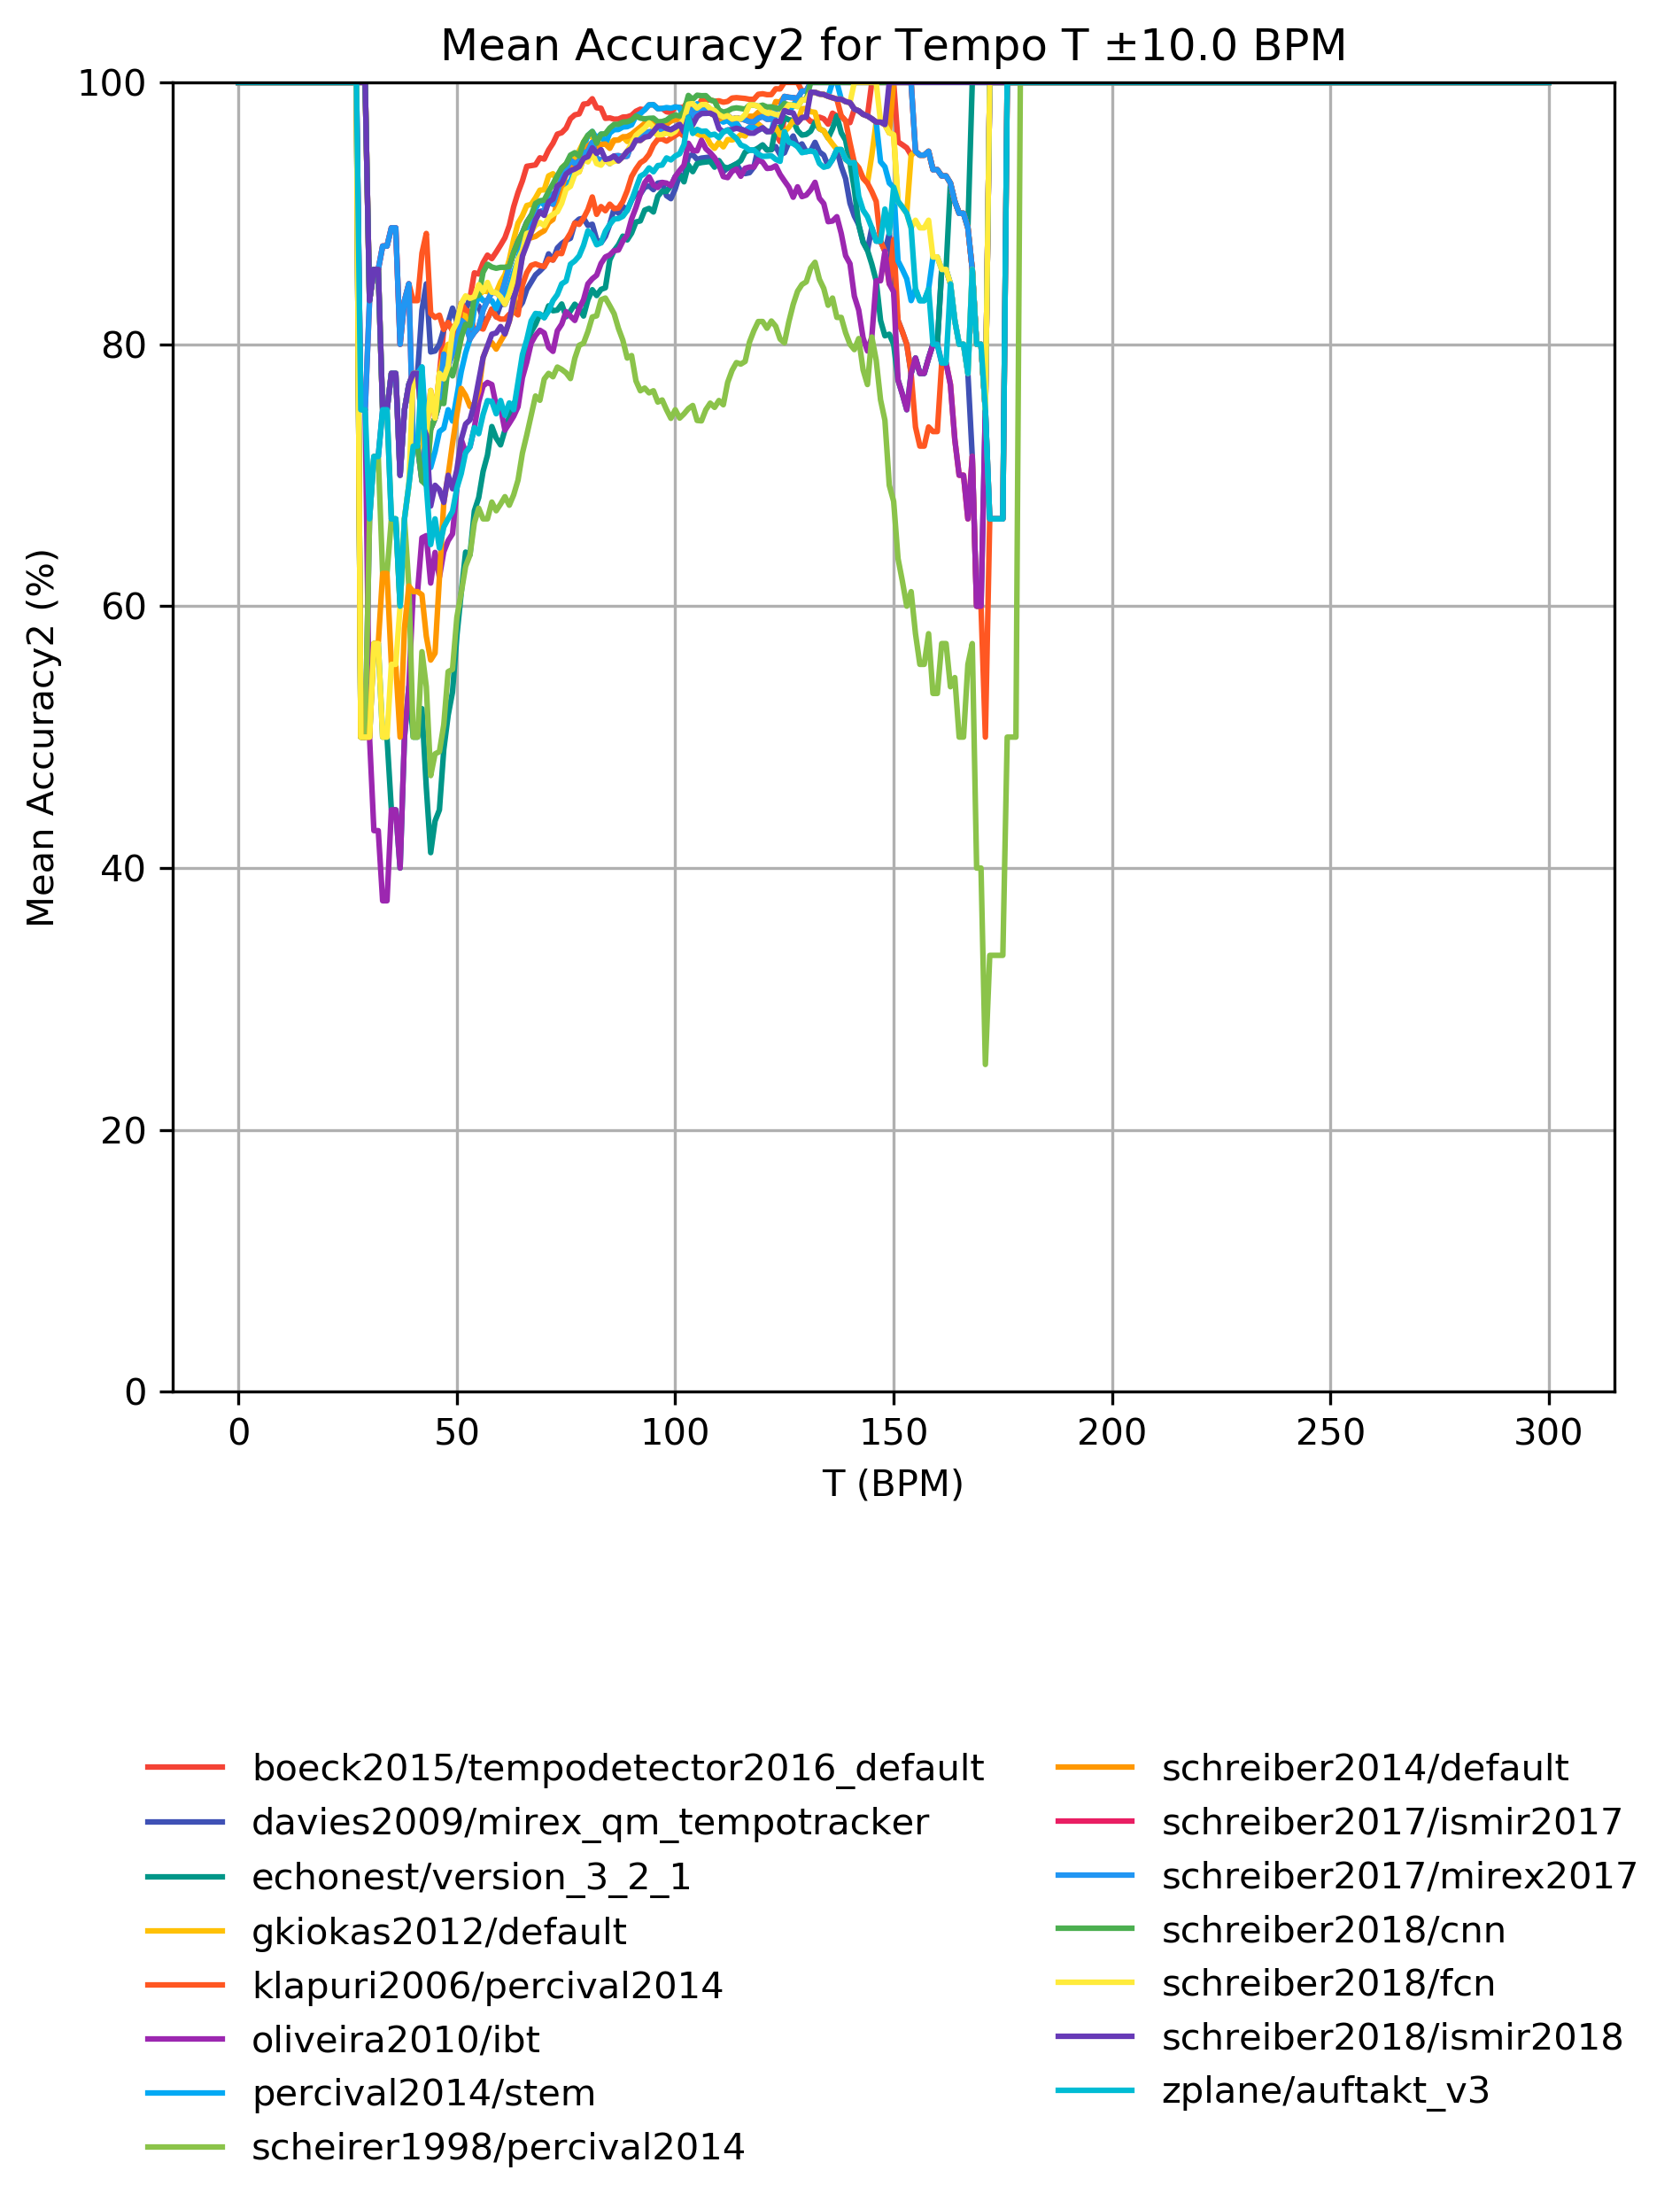 Mean Accuracy2 for Tempo T ±10.0 BPM
100
80
60
40
20
0
Mean Accuracy2 (%)
0 50 100 150 200 250 300
T (BPM)
boeck2015/tempodetector2016_default
davies2009/mirex_qm_tempotracker
echonest/version_3_2_1
gkiokas2012/default
klapuri2006/percival2014
oliveira2010/ibt
percival2014/stem
scheirer1998/percival2014
schreiber2014/default
schreiber2017/ismir2017
schreiber2017/mirex2017
schreiber2018/cnn
schreiber2018/fcn
schreiber2018/ismir2018
zplane/auftakt_v3